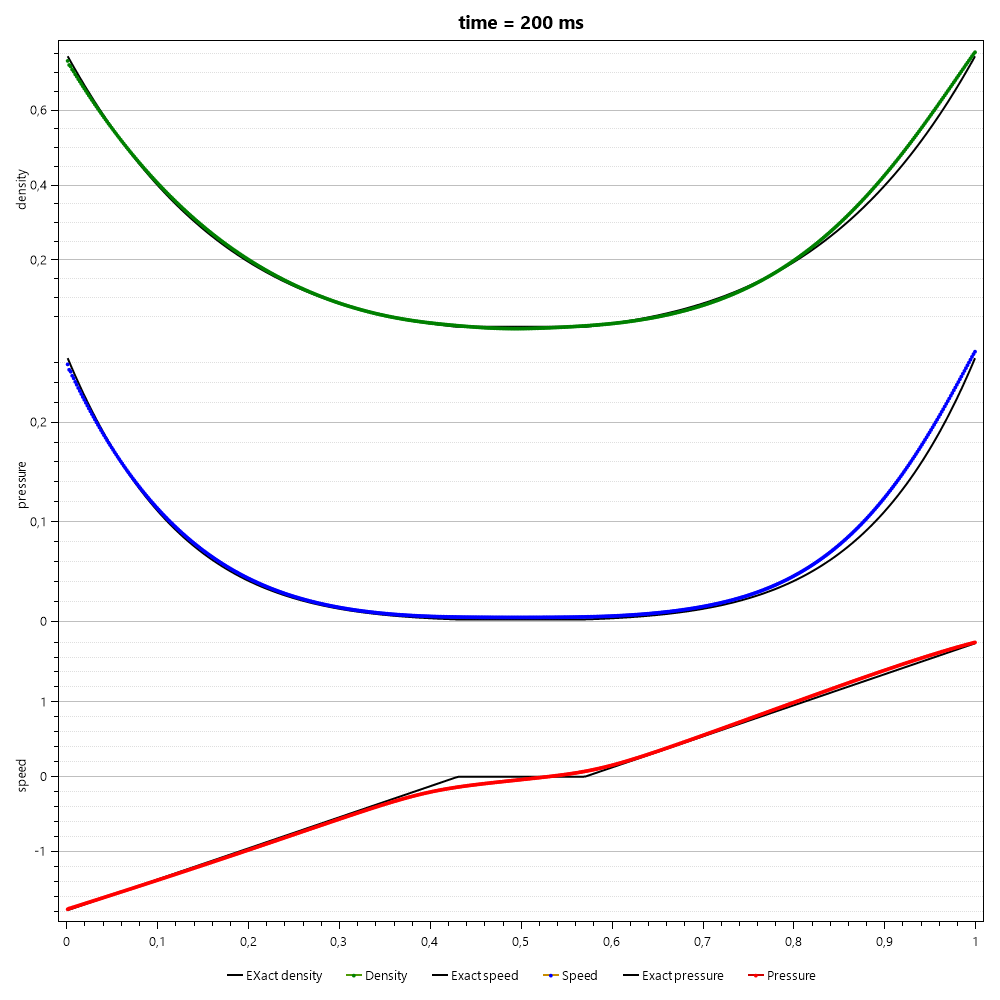 time = 200 ms
density
0,6
0,4
0,2
pressure
0,2
0,1
0
speed
1
0
-1
0 0,1 0,2 0,3 0,4 0,5 0,6 0,7 0,8 0,9 1
EXact density Density Exact speed Speed Exact pressure Pressure